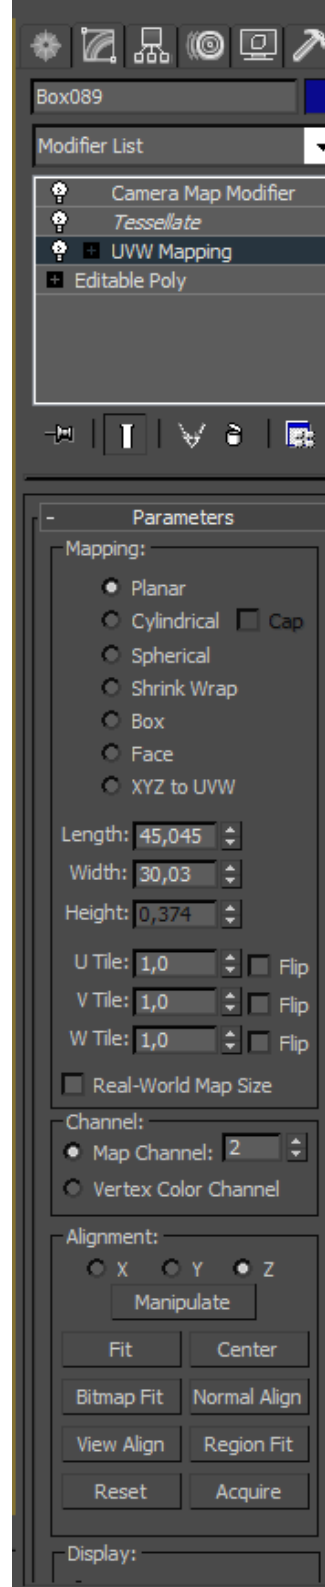 Box089
Modifier List
Camera Map Modifier
Tessellate
UVW Mapping
Editable Poly
- Parameters
Mapping:
Planar
Cylindrical Cap
Spherical
Shrink Wrap
Box
Face
XYZ to UVW
Length: 45,045
Width: 30,03
Height: 0,374
U Tile: 1,0 Flip
V Tile: 1,0 Flip
W Tile: 1,0 Flip
Real-World Map Size
Channel:
Map Channel: 2
Vertex Color Channel
Alignment:
X Y Z
Manipulate
Fit Center
Bitmap Fit Normal Align
View Align Region Fit
Reset Acquire
Display: